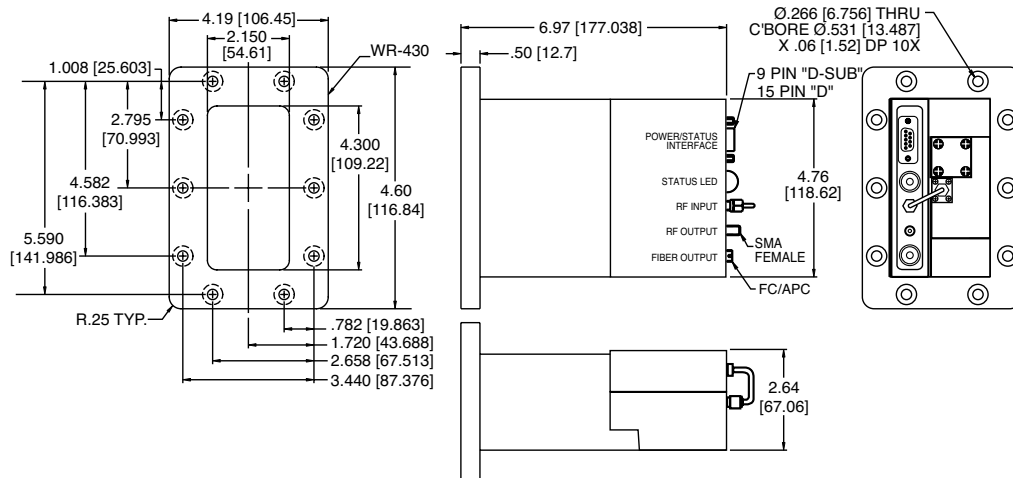 4.19 [106.45]
2.150
[54.61]
WR-430
1.008 [25.603]
2.795
[70.993]
4.582
[116.383]
5.590
[141.986]
4.300
[109.22]
4.60
[116.84]
R.25 TYP.
.782 [19.863]
1.720 [43.688]
2.658 [67.513]
3.440 [87.376]
6.97 [177.038]
.50 [12.7]
9 PIN "D-SUB"
15 PIN "D"
POWER/STATUS
INTERFACE
STATUS LED
RF INPUT
RF OUTPUT
FIBER OUTPUT
SMA
FEMALE
FC/APC
4.76
[118.62]
2.64
[67.06]
Ø.266 [6.756] THRU
C'BORE Ø.531 [13.487]
X .06 [1.52] DP 10X